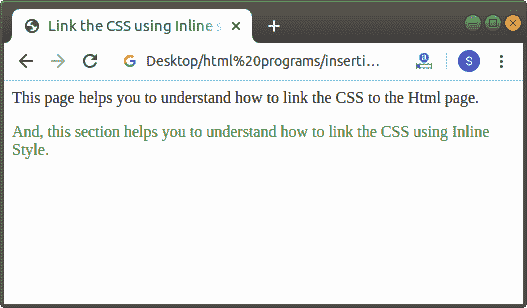 Link the CSS using Inline s
Desktop/html%20programs/inserti...
S
This page helps you to understand how to link the CSS to the Html page.
And, this section helps you to understand how to link the CSS using Inline
Style.